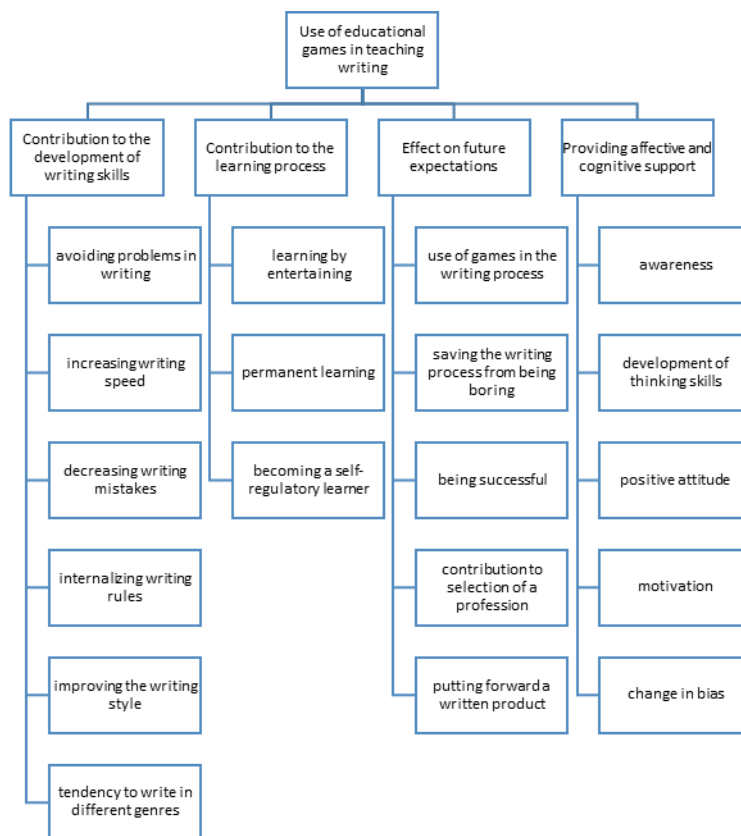 Use of educational
games in teaching
writing
Contribution to the
development of
writing skills
avoiding problems in
writing
increasing writing
speed
decreasing writing
mistakes
internalizing writing
rules
improving the writing
style
tendency to write in
different genres
Contribution to the
learning process
learning by
entertaining
permanent learning
becoming a self-
regulatory learner
Effect on future
expectations
use of games in the
writing process
saving the writing
process from being
boring
being successful
contribution to
selection of a
profession
putting forward a
written product
Providing affective and
cognitive support
awareness
development of
thinking skills
positive attitude
motivation
change in bias